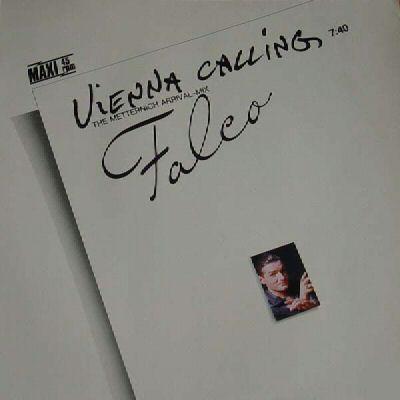 MAXI 45 rpm
VIENNA CALLING 7:40
THE METTERNICH ARRIVAL-MIX
Falco